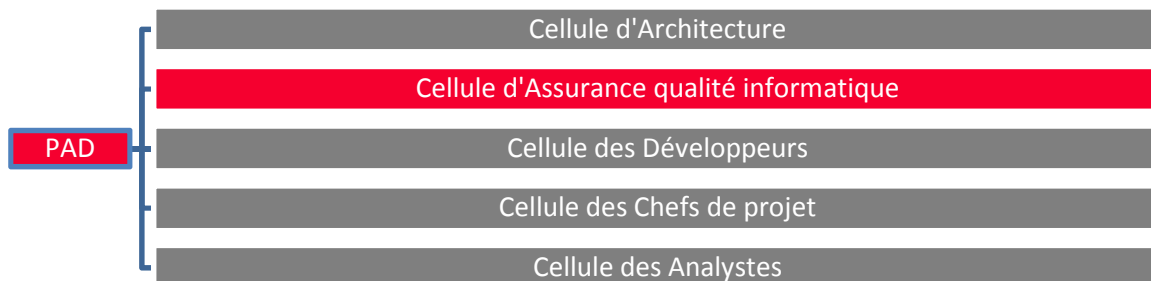 Cellule d'Architecture
Cellule d'Assurance qualité informatique
PAD
Cellule des Développeurs
Cellule des Chefs de projet
Cellule des Analystes